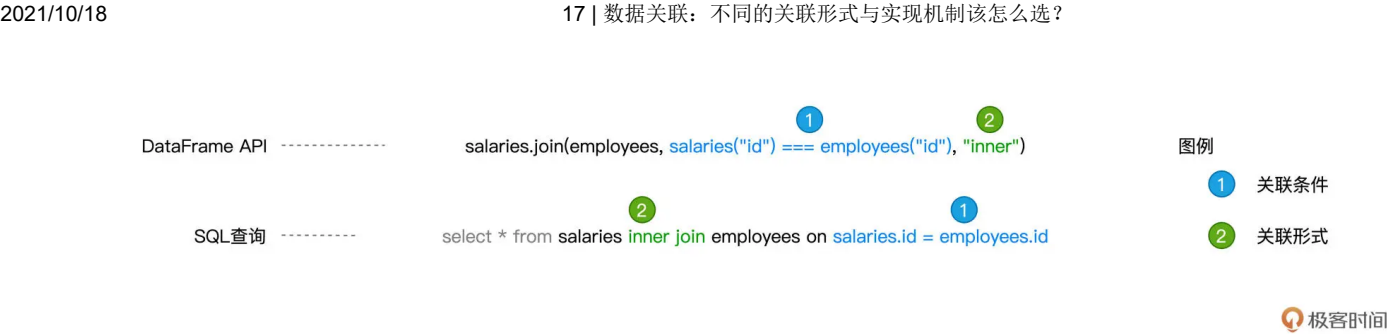 2021/10/18
17 | 数据关联：不同的关联形式与实现机制该怎么选？
1
2
DataFrame API
salaries.join(employees, salaries("id") === employees("id"), "inner")
图例
1 关联条件
2
1
SQL查询
select * from salaries inner join employees on salaries.id = employees.id
2 关联形式
极客时间